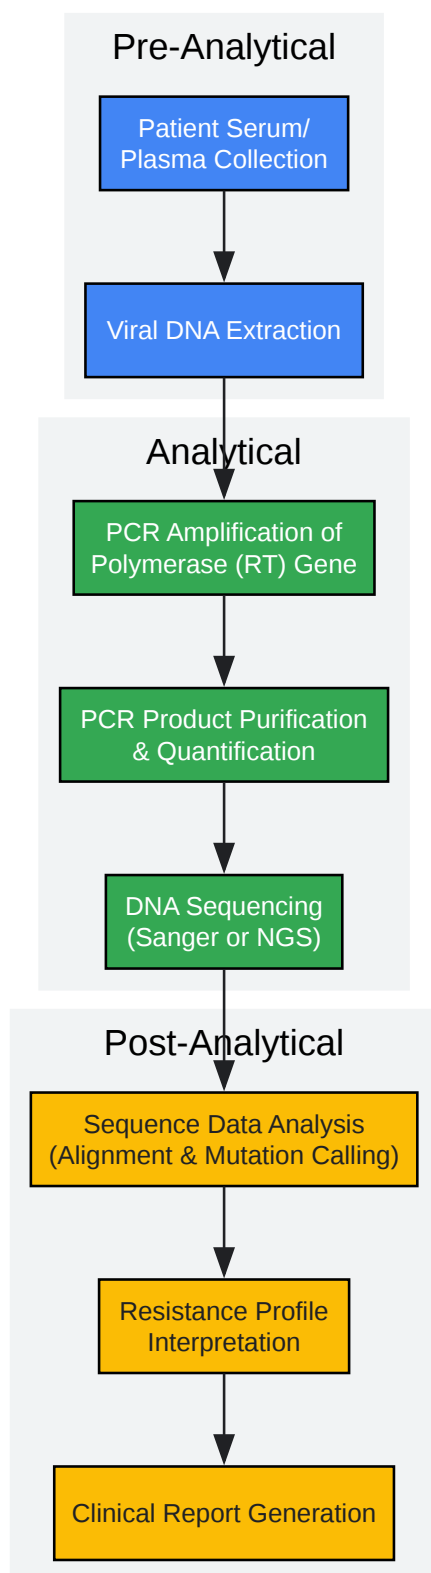 Pre-Analytical
Patient Serum/
Plasma Collection
Viral DNA Extraction
Analytical
PCR Amplification of
Polymerase (RT) Gene
PCR Product Purification
& Quantification
DNA Sequencing
(Sanger or NGS)
Post-Analytical
Sequence Data Analysis
(Alignment & Mutation Calling)
Resistance Profile
Interpretation
Clinical Report Generation